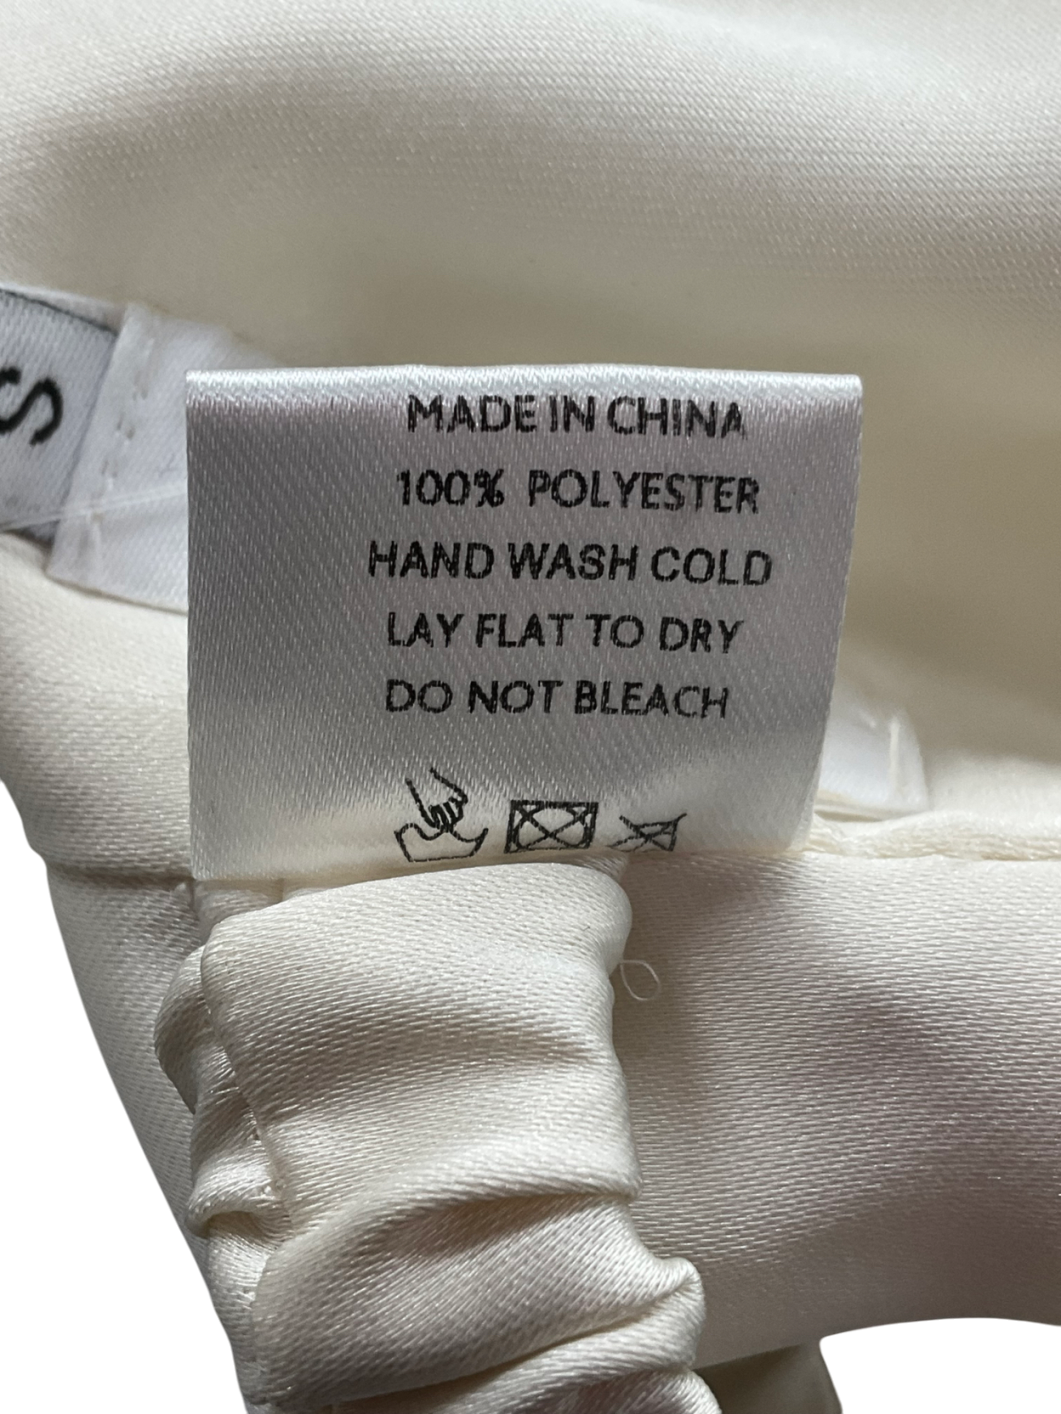 MADE IN CHINA
100% POLYESTER
HAND WASH COLD
LAY FLAT TO DRY
DO NOT BLEACH
S